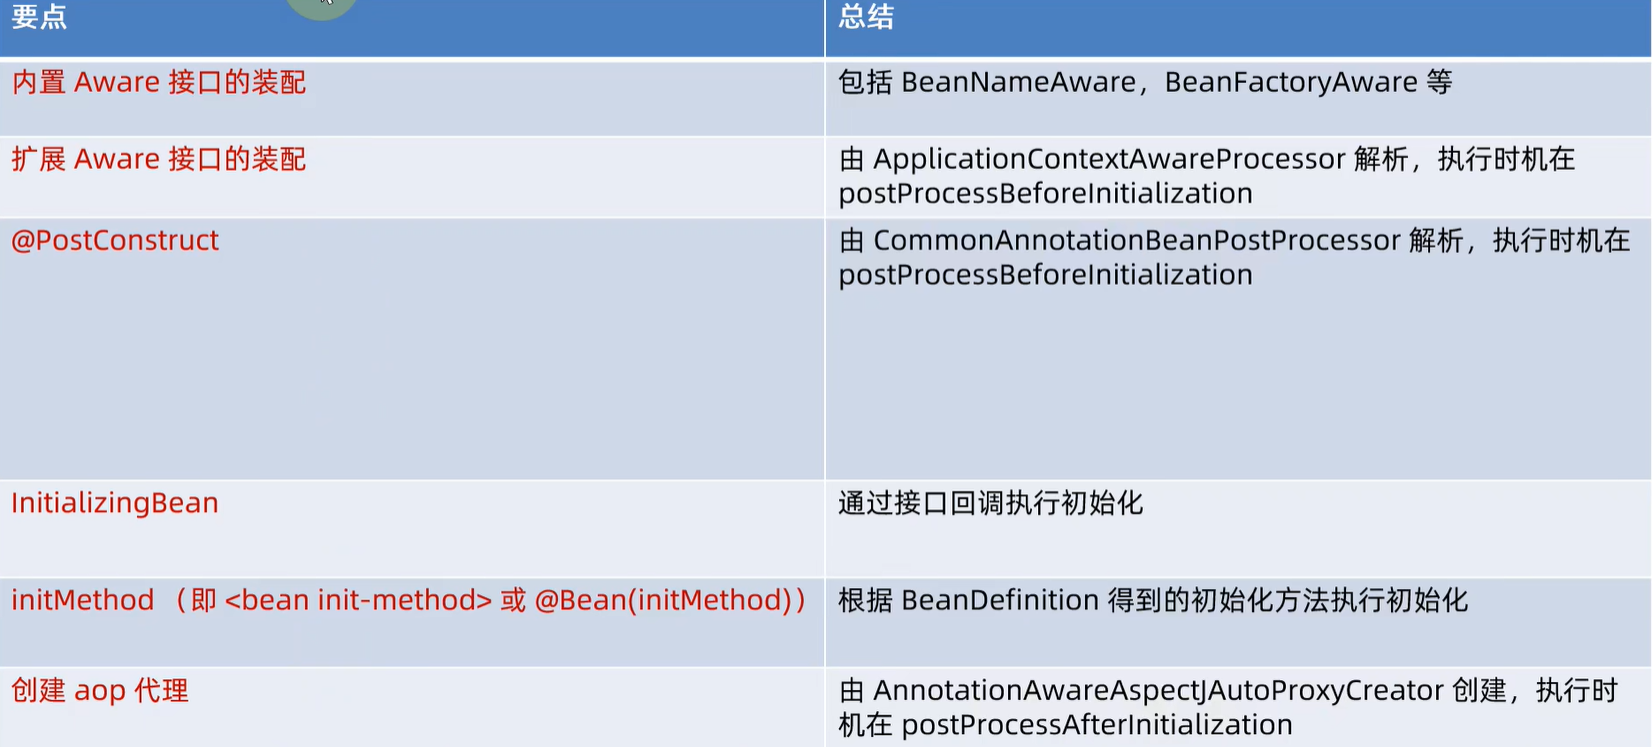 要点
总结
内置 Aware 接口的装配
包括 BeanNameAware，BeanFactoryAware 等
扩展 Aware 接口的装配
由 ApplicationContextAwareProcessor 解析，执行时机在
postProcessBeforeInitialization
@PostConstruct
由 CommonAnnotationBeanPostProcessor 解析，执行时机在
postProcessBeforeInitialization
InitializingBean
通过接口回调执行初始化
initMethod （即 <bean init-method> 或 @Bean(initMethod)）
根据 BeanDefinition 得到的初始化方法执行初始化
创建 aop 代理
由 AnnotationAwareAspectJAutoProxyCreator 创建，执行时
机在 postProcessAfterInitialization